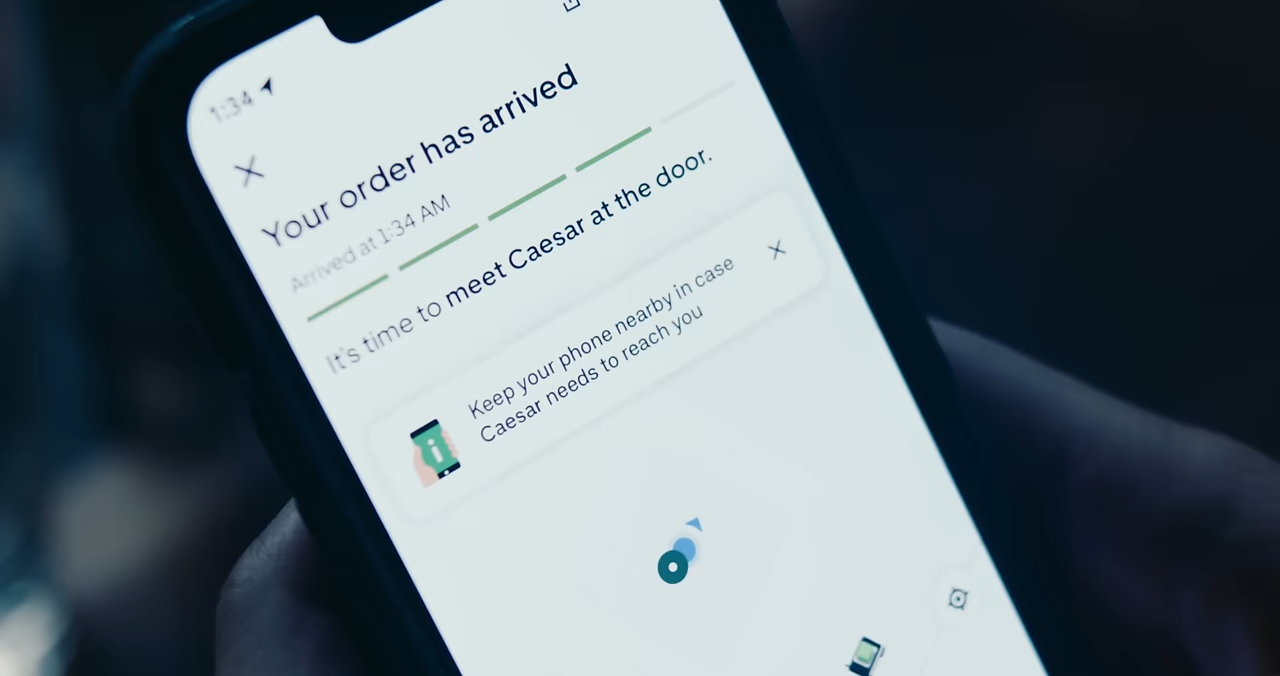 1:34
Your order has arrived
Arrived at 1:34 AM
It's time to meet Caesar at the door.
Keep your phone nearby in case
Caesar needs to reach you